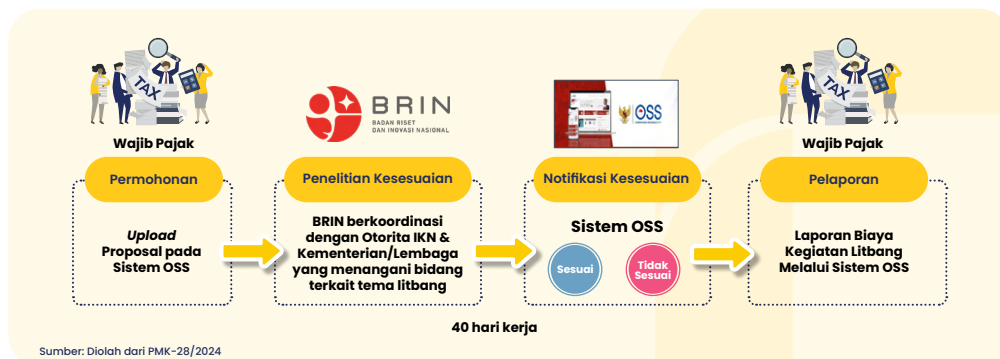 TAX
Wajib Pajak
Permohonan
Upload
Proposal pada
Sistem OSS
BRIN
BADAN RISET
DAN INOVASI NASIONAL
Penelitian Kesesuaian
BRIN berkoordinasi
dengan Otorita IKN &
Kementerian/Lembaga
yang menangani bidang
terkait tema litbang
OSS
Notifikasi Kesesuaian
Sistem OSS
Sesuai
Tidak
Sesuai
TAX
Wajib Pajak
Pelaporan
Laporan Biaya
Kegiatan Litbang
Melalui Sistem OSS
40 hari kerja
Sumber: Diolah dari PMK-28/2024